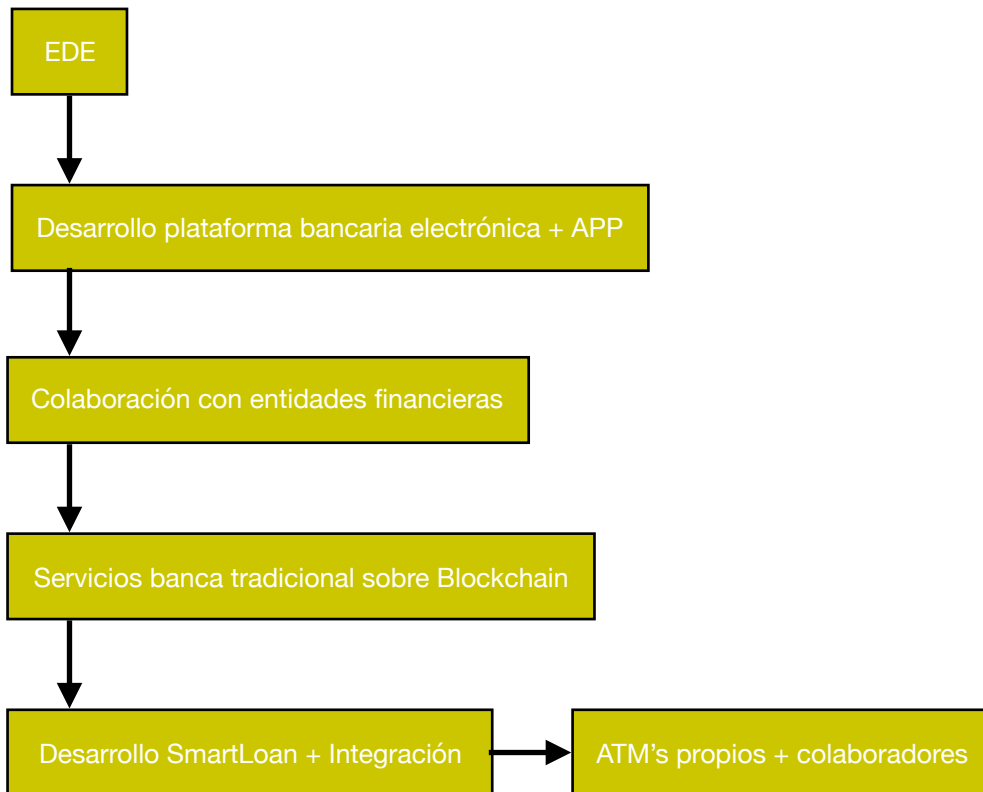 EDE
Desarrollo plataforma bancaria electrónica + APP
Colaboración con entidades financieras
Servicios banca tradicional sobre Blockchain
Desarrollo SmartLoan + Integración
ATM’s propios + colaboradores